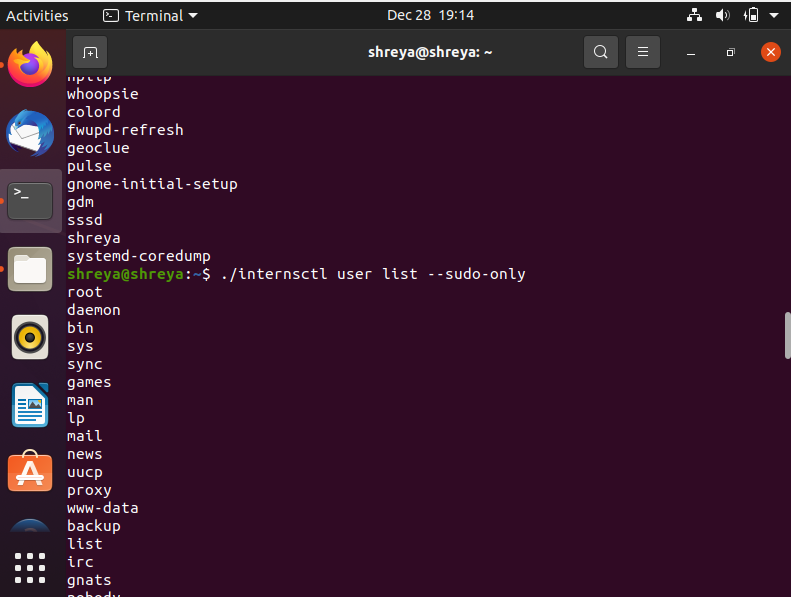 Activities Terminal Dec 28 19:14
shreya@shreya: ~
hplip
whoopsie
colord
fwupd-refresh
geoclue
pulse
gnome-initial-setup
gdm
sssd
shreya
systemd-coredump
shreya@shreya:~$ ./internsctl user list --sudo-only
root
daemon
bin
sys
sync
games
man
lp
mail
news
uucp
proxy
www-data
backup
list
irc
gnats
nobody